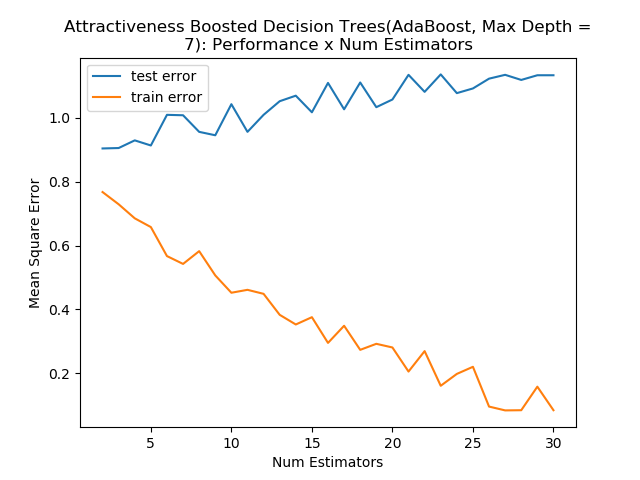 Attractiveness Boosted Decision Trees(AdaBoost, Max Depth =
7): Performance x Num Estimators
test error
train error
1.0
0.8
0.6
0.4
0.2
Mean Square Error
5 10 15 20 25 30
Num Estimators